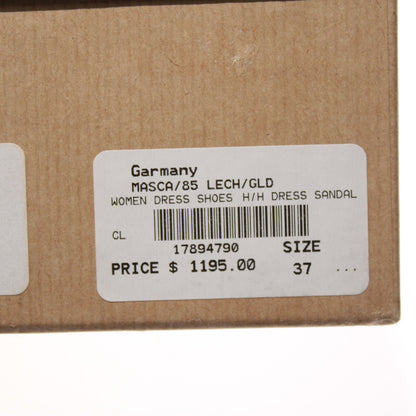 Garmany
MASCA/85 LECH/GLD
WOMEN DRESS SHOES H/H DRESS SANDAL
CL
17894790 SIZE
PRICE $ 1195.00 37 ...